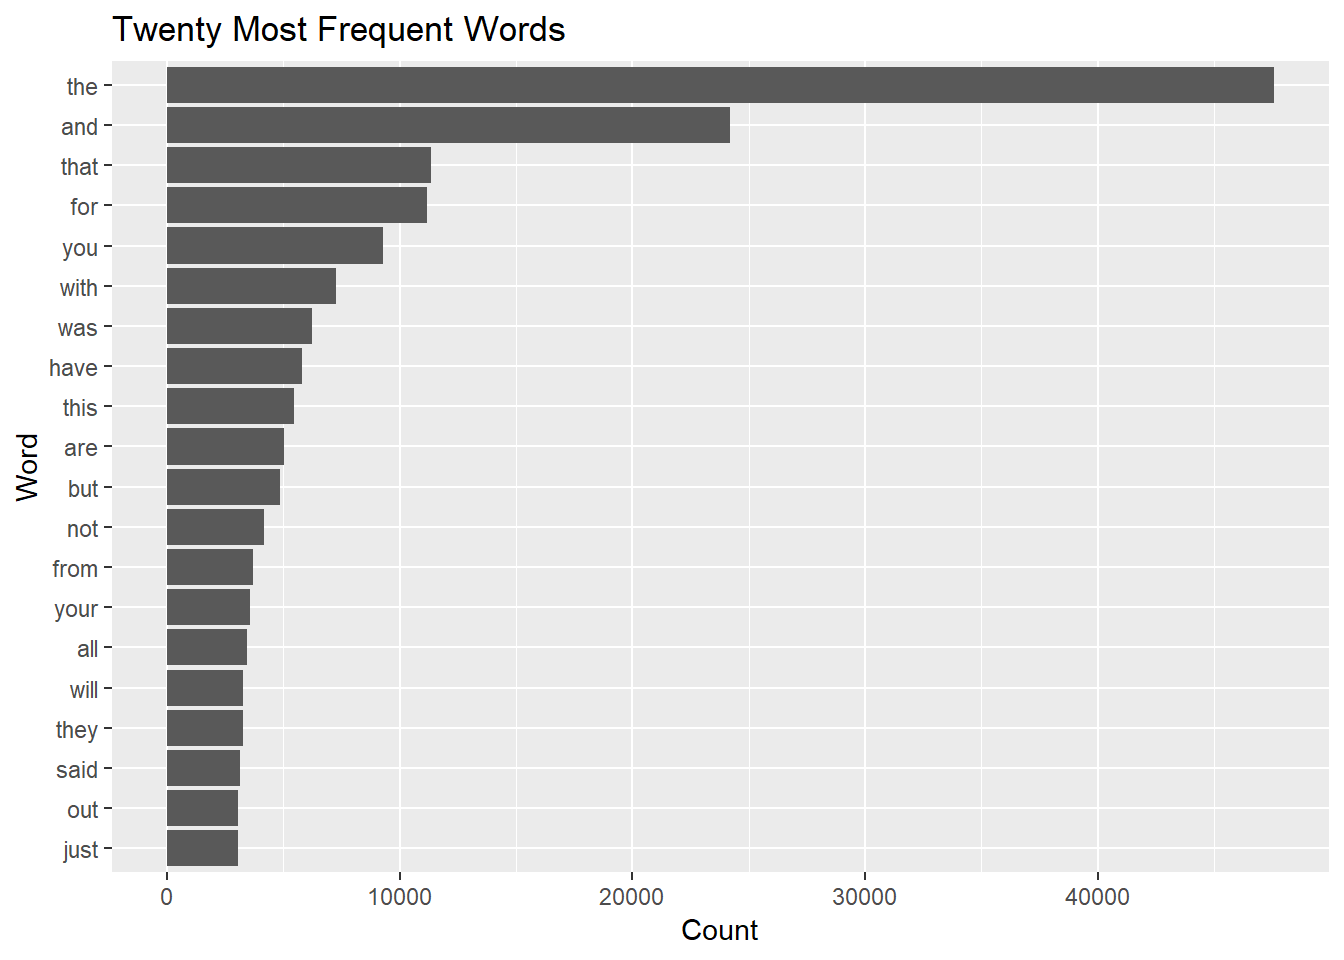 Twenty Most Frequent Words
the
and
that
for
you
with
was
have
this
are
but
not
from
your
all
will
they
said
out
just
Word
0 10000 20000 30000 40000
Count